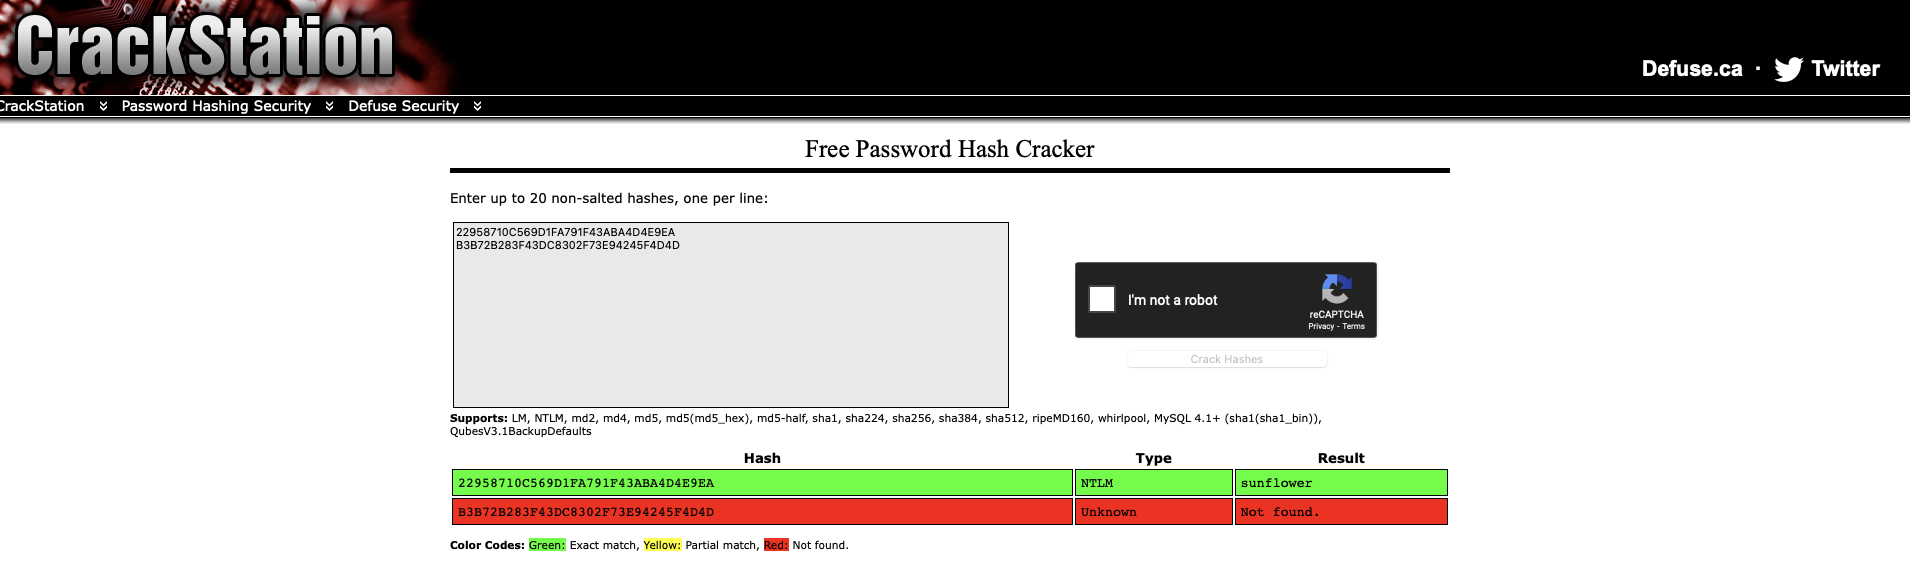 CrackStation
Defuse.ca · Twitter
CrackStation Password Hashing Security Defuse Security
Free Password Hash Cracker
Enter up to 20 non-salted hashes, one per line:
22958710C569D1FA791F43ABA4D4E9EA
B3B72B283F43DC8302F73E94245F4D4D
I'm not a robot
reCAPTCHA
Privacy - Terms
Crack Hashes
Supports: LM, NTLM, md2, md4, md5, md5(md5_hex), md5-half, sha1, sha224, sha256, sha384, sha512, ripeMD160, whirlpool, MySQL 4.1+ (sha1(sha1_bin)),
QubesV3.1BackupDefaults
Hash Type Result
22958710C569D1FA791F43ABA4D4E9EA NTLM sunflower
B3B72B283F43DC8302F73E94245F4D4D Unknown Not found.
Color Codes: Green: Exact match, Yellow: Partial match, Red: Not found.